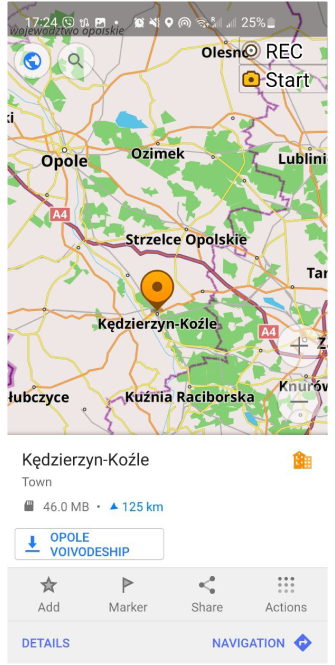 17:24 25%
województwo opolskie
Olesno
REC
Start
ki
Opole
Ozimek
Lublini
A4
Strzelce Opolskie
Tar
Kędzierzyn-Koźle
A4
Z
łubczyce
Kuźnia Raciborska
Knurów
Kędzierzyn-Koźle
Town
46.0 MB • 125 km
OPOLE
VOIVODESHIP
Add
Marker
Share
Actions
DETAILS
NAVIGATION